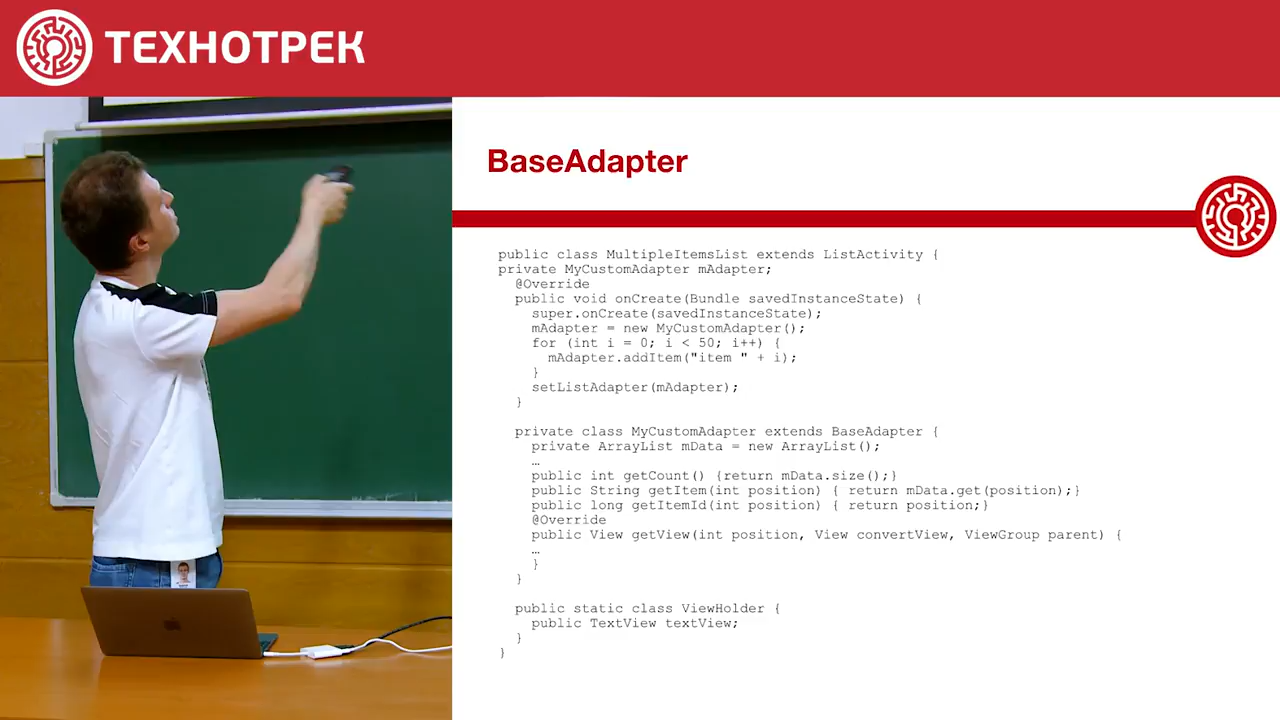 ТЕХНОТРЕК
BaseAdapter
public class MultipleItemsList extends ListActivity {
private MyCustomAdapter mAdapter;
@Override
public void onCreate(Bundle savedInstanceState) {
super.onCreate(savedInstanceState);
mAdapter = new MyCustomAdapter();
for (int i = 0; i < 50; i++) {
mAdapter.addItem("item " + i);
}
setListAdapter(mAdapter);
}
private class MyCustomAdapter extends BaseAdapter {
private ArrayList mData = new ArrayList();
…
public int getCount() {return mData.size();}
public String getItem(int position) { return mData.get(position);}
public long getItemId(int position) { return position;}
@Override
public View getView(int position, View convertView, ViewGroup parent) {
…
}
}
public static class ViewHolder {
public TextView textView;
}
}